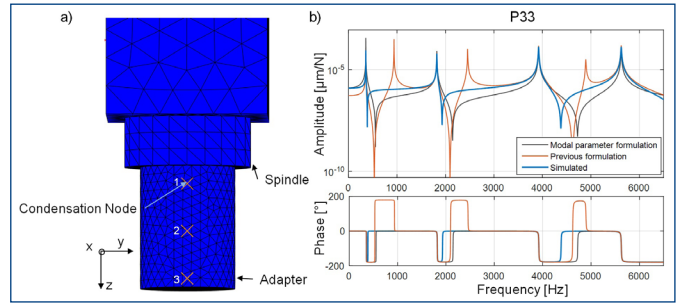 a)
Condensation Node
1
2
3
Spindle
Adapter
x
y
z
b)
P33
Amplitude [µm/N]
10⁻⁵
10⁻¹⁰
Modal parameter formulation
Previous formulation
Simulated
0 1000 2000 3000 4000 5000 6000
Phase [°]
200
0
-200
0 1000 2000 3000 4000 5000 6000
Frequency [Hz]